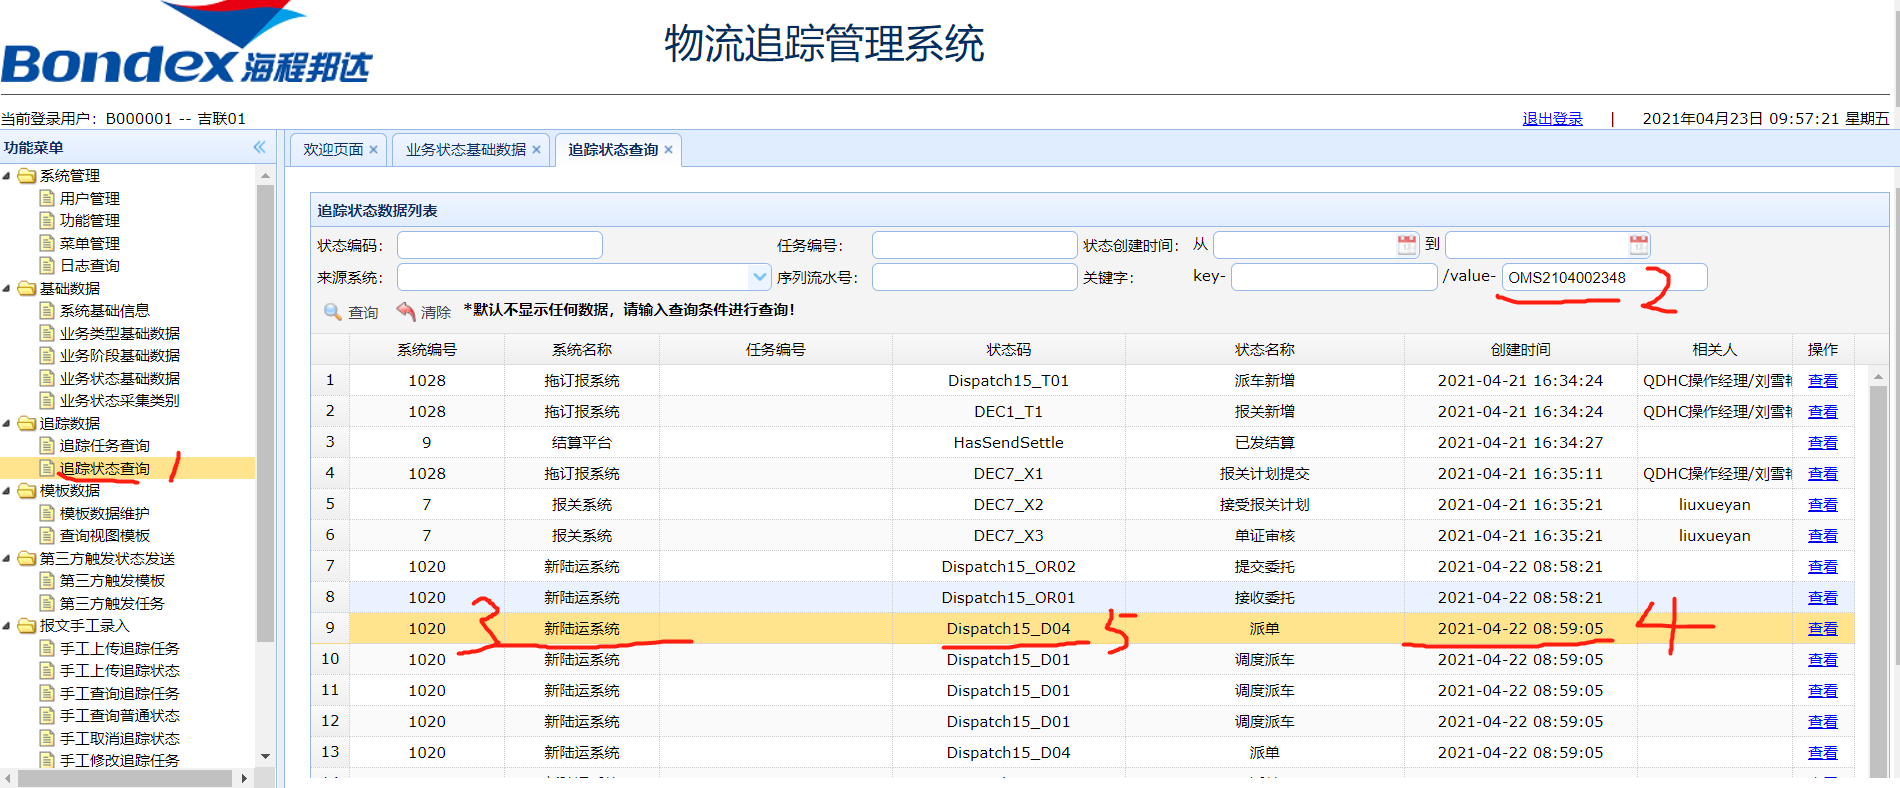 Bondex 海程邦达
物流追踪管理系统
当前登录用户：B000001 -- 吉联01
退出登录 | 2021年04月23日 09:57:21 星期五
功能菜单
系统管理
用户管理
功能管理
菜单管理
日志查询
基础数据
系统基础信息
业务类型基础数据
业务阶段基础数据
业务状态基础数据
业务状态采集类别
追踪数据
追踪任务查询
追踪状态查询 1
模板数据
模板数据维护
查询视图模板
第三方触发状态发送
第三方触发模板
第三方触发任务
报文手工录入
手工上传追踪任务
手工上传追踪状态
手工查询追踪任务
手工查询普通状态
手工取消追踪状态
手工修改追踪任务
欢迎页面 业务状态基础数据 追踪状态查询
追踪状态数据列表
状态编码： 任务编号： 状态创建时间： 从 到
来源系统： 序列流水号： 关键字： key- /value- OMS2104002348 2
查询 清除 *默认不显示任何数据，请输入查询条件进行查询！
系统编号 系统名称 任务编号 状态码 状态名称 创建时间 相关人 操作
1 1028 拖订报系统 Dispatch15_T01 派车新增 2021-04-21 16:34:24 QDHC操作经理/刘雪 查看
2 1028 拖订报系统 DEC1_T1 报关新增 2021-04-21 16:34:24 QDHC操作经理/刘雪 查看
3 9 结算平台 HasSendSettle 已发结算 2021-04-21 16:34:27 查看
4 1028 拖订报系统 DEC7_X1 报关计划提交 2021-04-21 16:35:11 QDHC操作经理/刘雪 查看
5 7 报关系统 DEC7_X2 接受报关计划 2021-04-21 16:35:21 liuxueyan 查看
6 7 报关系统 DEC7_X3 单证审核 2021-04-21 16:35:21 liuxueyan 查看
7 1020 新陆运系统 Dispatch15_OR02 提交委托 2021-04-22 08:58:21 查看
8 1020 新陆运系统 Dispatch15_OR01 接收委托 2021-04-22 08:58:21 查看
9 1020 3 新陆运系统 Dispatch15_D04 5 派单 2021-04-22 08:59:05 4 查看
10 1020 新陆运系统 Dispatch15_D01 调度派车 2021-04-22 08:59:05 查看
11 1020 新陆运系统 Dispatch15_D01 调度派车 2021-04-22 08:59:05 查看
12 1020 新陆运系统 Dispatch15_D01 调度派车 2021-04-22 08:59:05 查看
13 1020 新陆运系统 Dispatch15_D04 派单 2021-04-22 08:59:05 查看